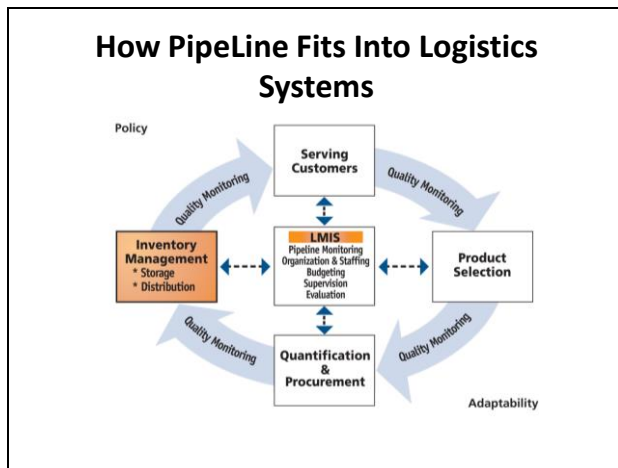 How PipeLine Fits Into Logistics
Systems
Policy
Serving
Customers
Quality Monitoring
Quality Monitoring
Inventory
Management
* Storage
* Distribution
LMIS
Pipeline Monitoring
Organization & Staffing
Budgeting
Supervision
Evaluation
Product
Selection
Quality Monitoring
Quality Monitoring
Quantification
&
Procurement
Adaptability